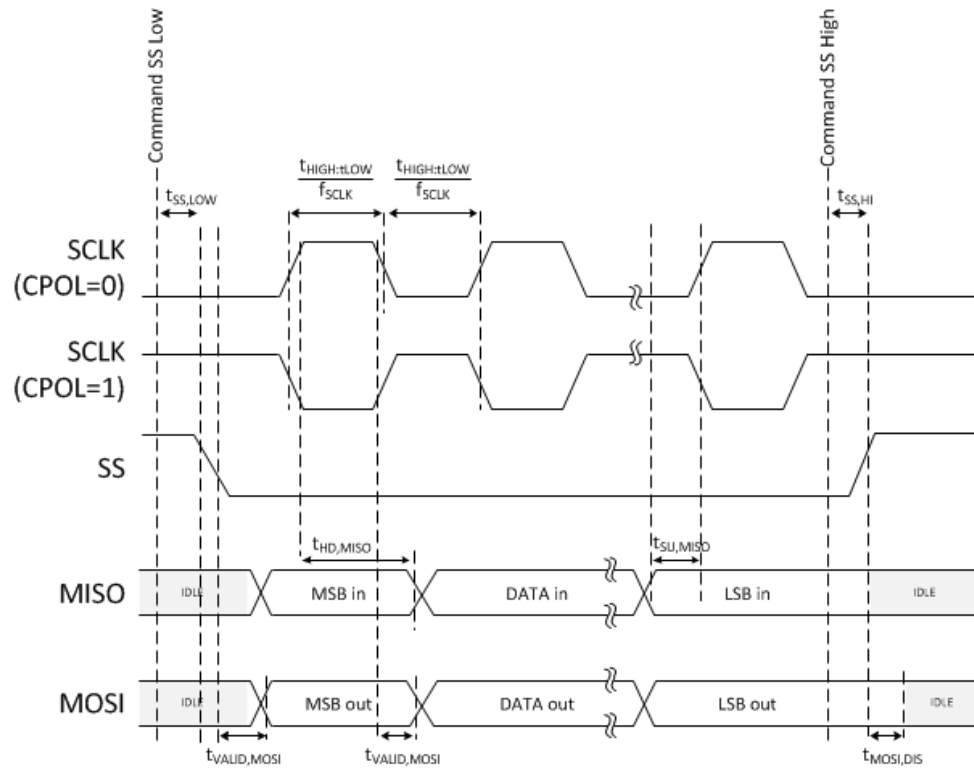 Command SS Low
Command SS High
tHIGH:tLOW
fSCLK
tHIGH:tLOW
fSCLK
tSS,LOW
tSS,HI
SCLK
(CPOL=0)
SCLK
(CPOL=1)
SS
tHD,MISO
tSU,MISO
MISO
IDLE
MSB in
DATA in
LSB in
IDLE
MOSI
IDLE
MSB out
DATA out
LSB out
IDLE
tVALID,MOSI
tVALID,MOSI
tMOSI,DIS